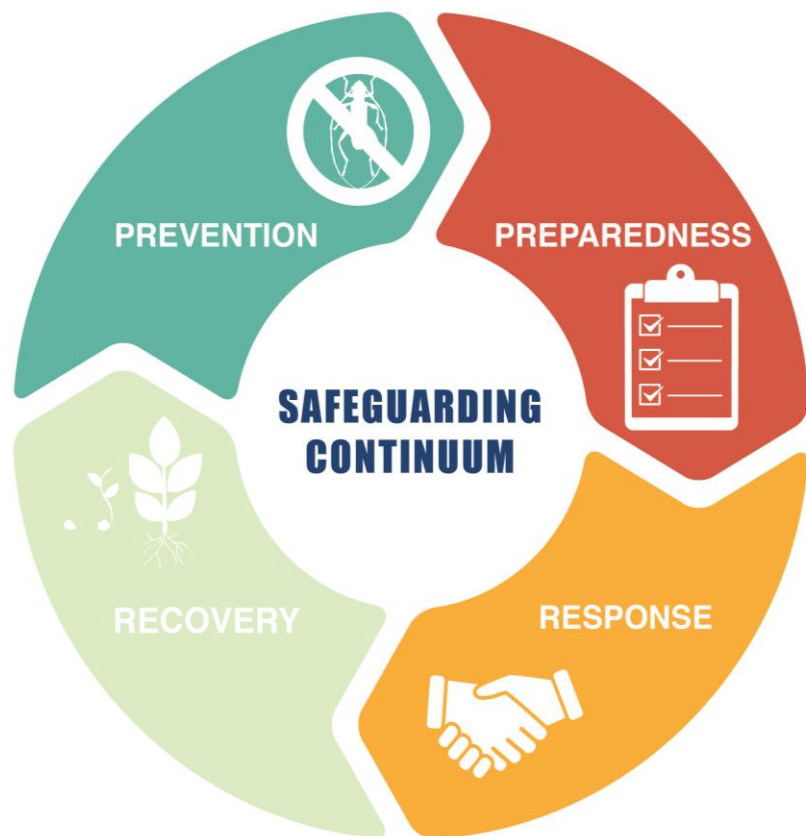 PREVENTION
PREPAREDNESS
SAFEGUARDING
CONTINUUM
RECOVERY
RESPONSE